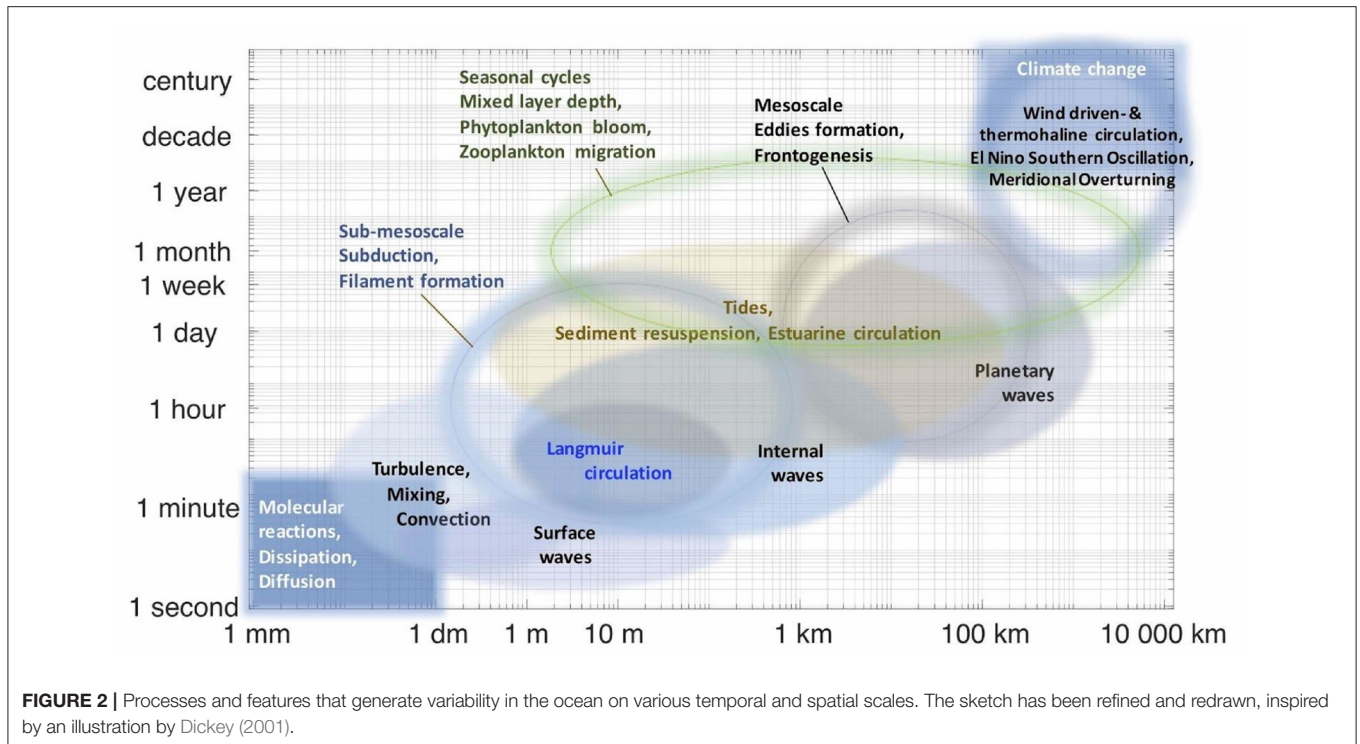 century
decade
1 year
1 month
1 week
1 day
1 hour
1 minute
1 second
Seasonal cycles
Mixed layer depth,
Phytoplankton bloom,
Zooplankton migration
Mesoscale
Eddies formation,
Frontogenesis
Climate change
Wind driven-&
thermohaline circulation,
El Nino Southern Oscillation,
Meridional Overturning
Sub-mesoscale
Subduction,
Filament formation
Tides,
Sediment resuspension, Estuarine circulation
Planetary
waves
Langmuir
circulation
Internal
waves
Turbulence,
Mixing,
Convection
Surface
waves
Molecular
reactions,
Dissipation,
Diffusion
1 mm 1 dm 1 m 10 m 1 km 100 km 10 000 km
FIGURE 2 | Processes and features that generate variability in the ocean on various temporal and spatial scales. The sketch has been refined and redrawn, inspired
by an illustration by Dickey (2001).